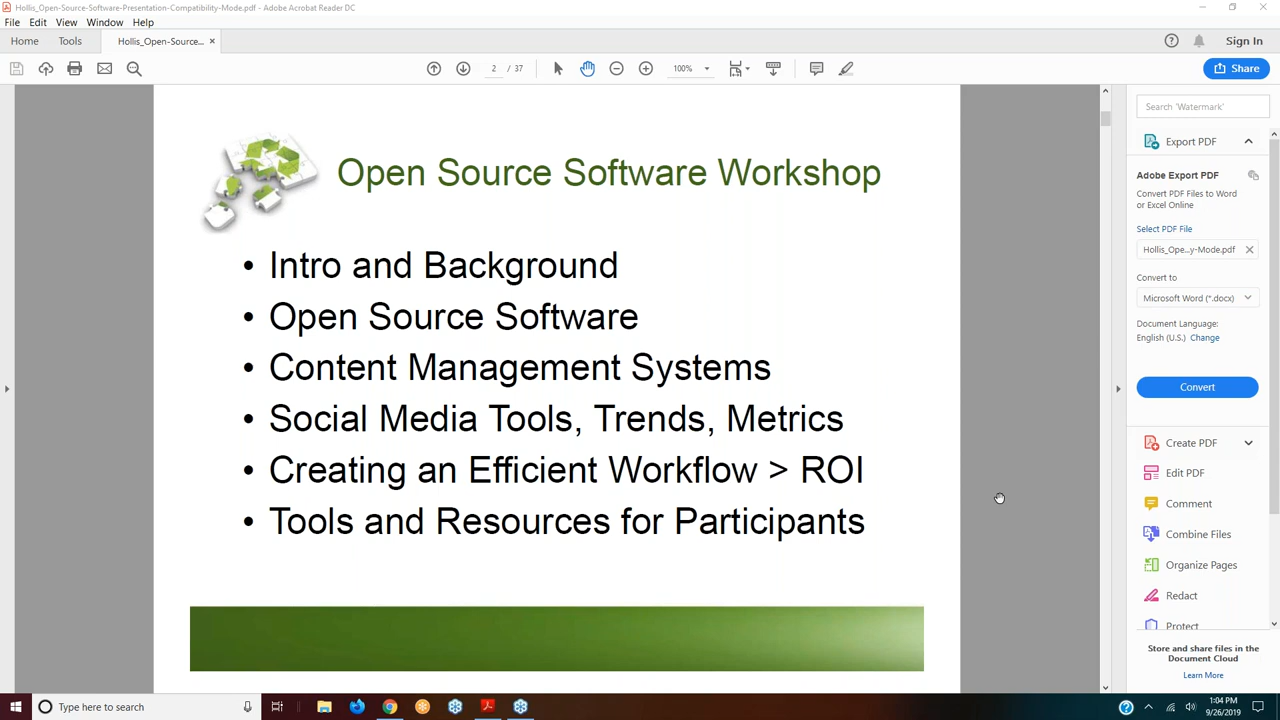 Hollis_Open-Source-Software-Presentation-Compatibility-Mode.pdf - Adobe Acrobat Reader DC
File Edit View Window Help
Home Tools Hollis_Open-Source... × Sign In
2 / 37 100% Share
Open Source Software Workshop
• Intro and Background
• Open Source Software
• Content Management Systems
• Social Media Tools, Trends, Metrics
• Creating an Efficient Workflow > ROI
• Tools and Resources for Participants
Search 'Watermark'
Export PDF
Adobe Export PDF
Convert PDF Files to Word
or Excel Online
Select PDF File
Hollis_Ope...y-Mode.pdf
Convert to
Microsoft Word (*.docx)
Document Language:
English (U.S.) Change
Convert
Create PDF
Edit PDF
Comment
Combine Files
Organize Pages
Redact
Protect
Store and share files in the
Document Cloud
Learn More
Type here to search
1:04 PM
9/26/2019